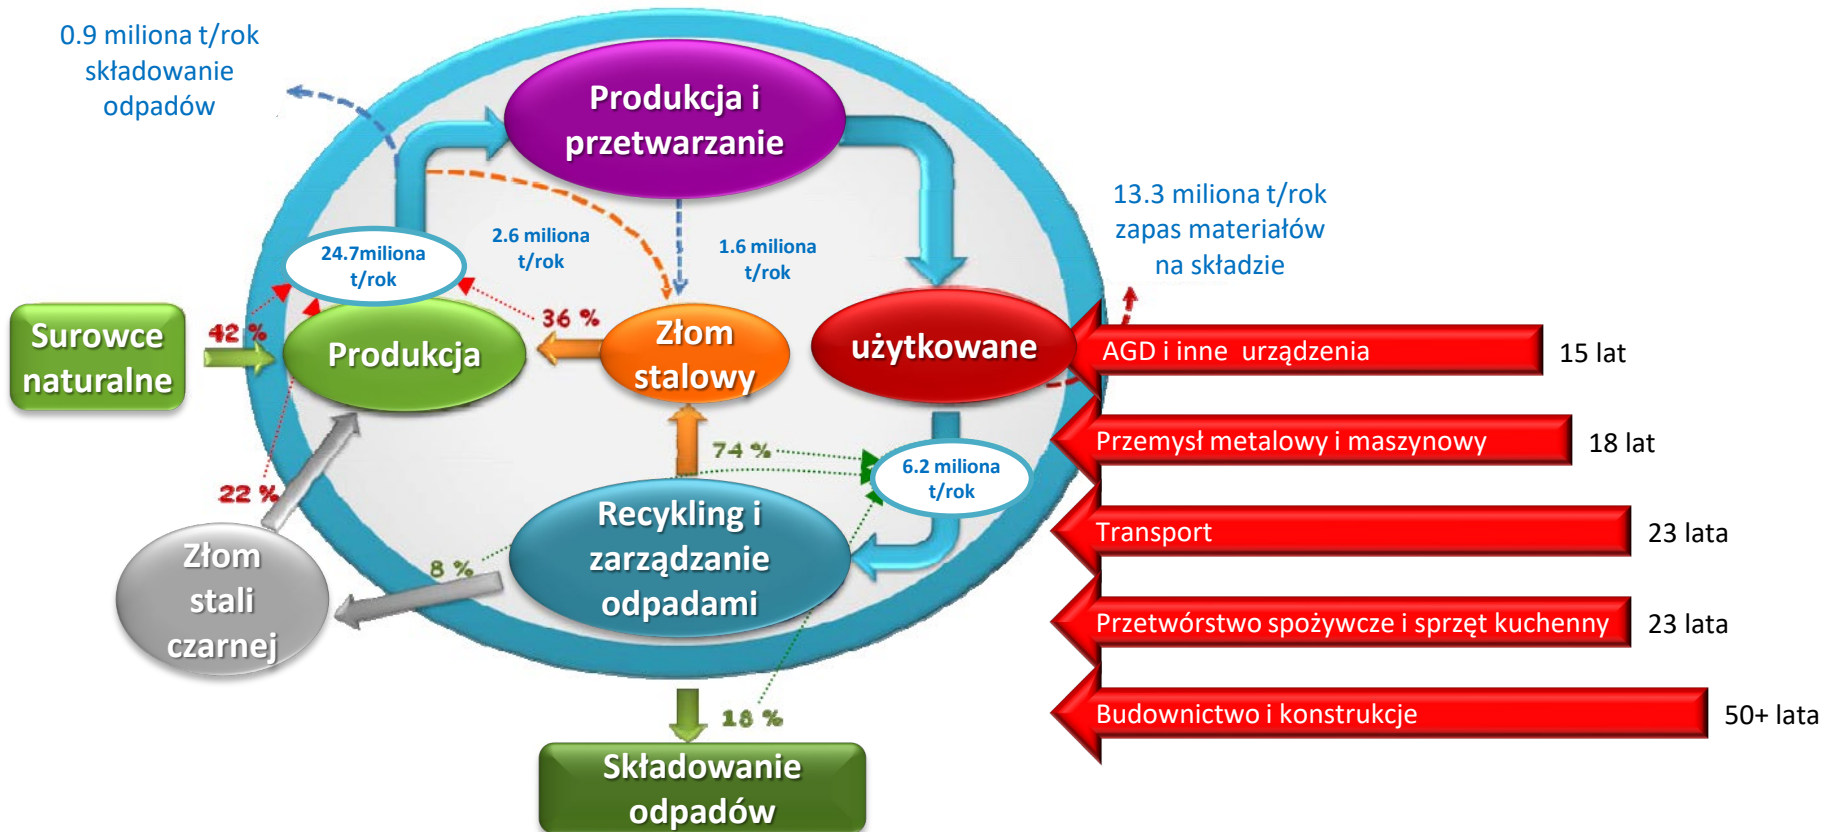 0.9 miliona t/rok
składowanie
odpadów
Produkcja i
przetwarzanie
13.3 miliona t/rok
zapas materiałów
na składzie
24.7miliona
t/rok
2.6 miliona
t/rok
1.6 miliona
t/rok
Surowce
naturalne
42 %
Produkcja
36 %
Złom
stalowy
użytkowane
AGD i inne  urządzenia
15 lat
Przemysł metalowy i maszynowy
18 lat
74 %
6.2 miliona
t/rok
22 %
Recykling i
zarządzanie
odpadami
Transport
23 lata
Złom
stali
czarnej
8 %
Przetwórstwo spożywcze i sprzęt kuchenny
23 lata
Budownictwo i konstrukcje
50+ lata
18 %
Składowanie
odpadów